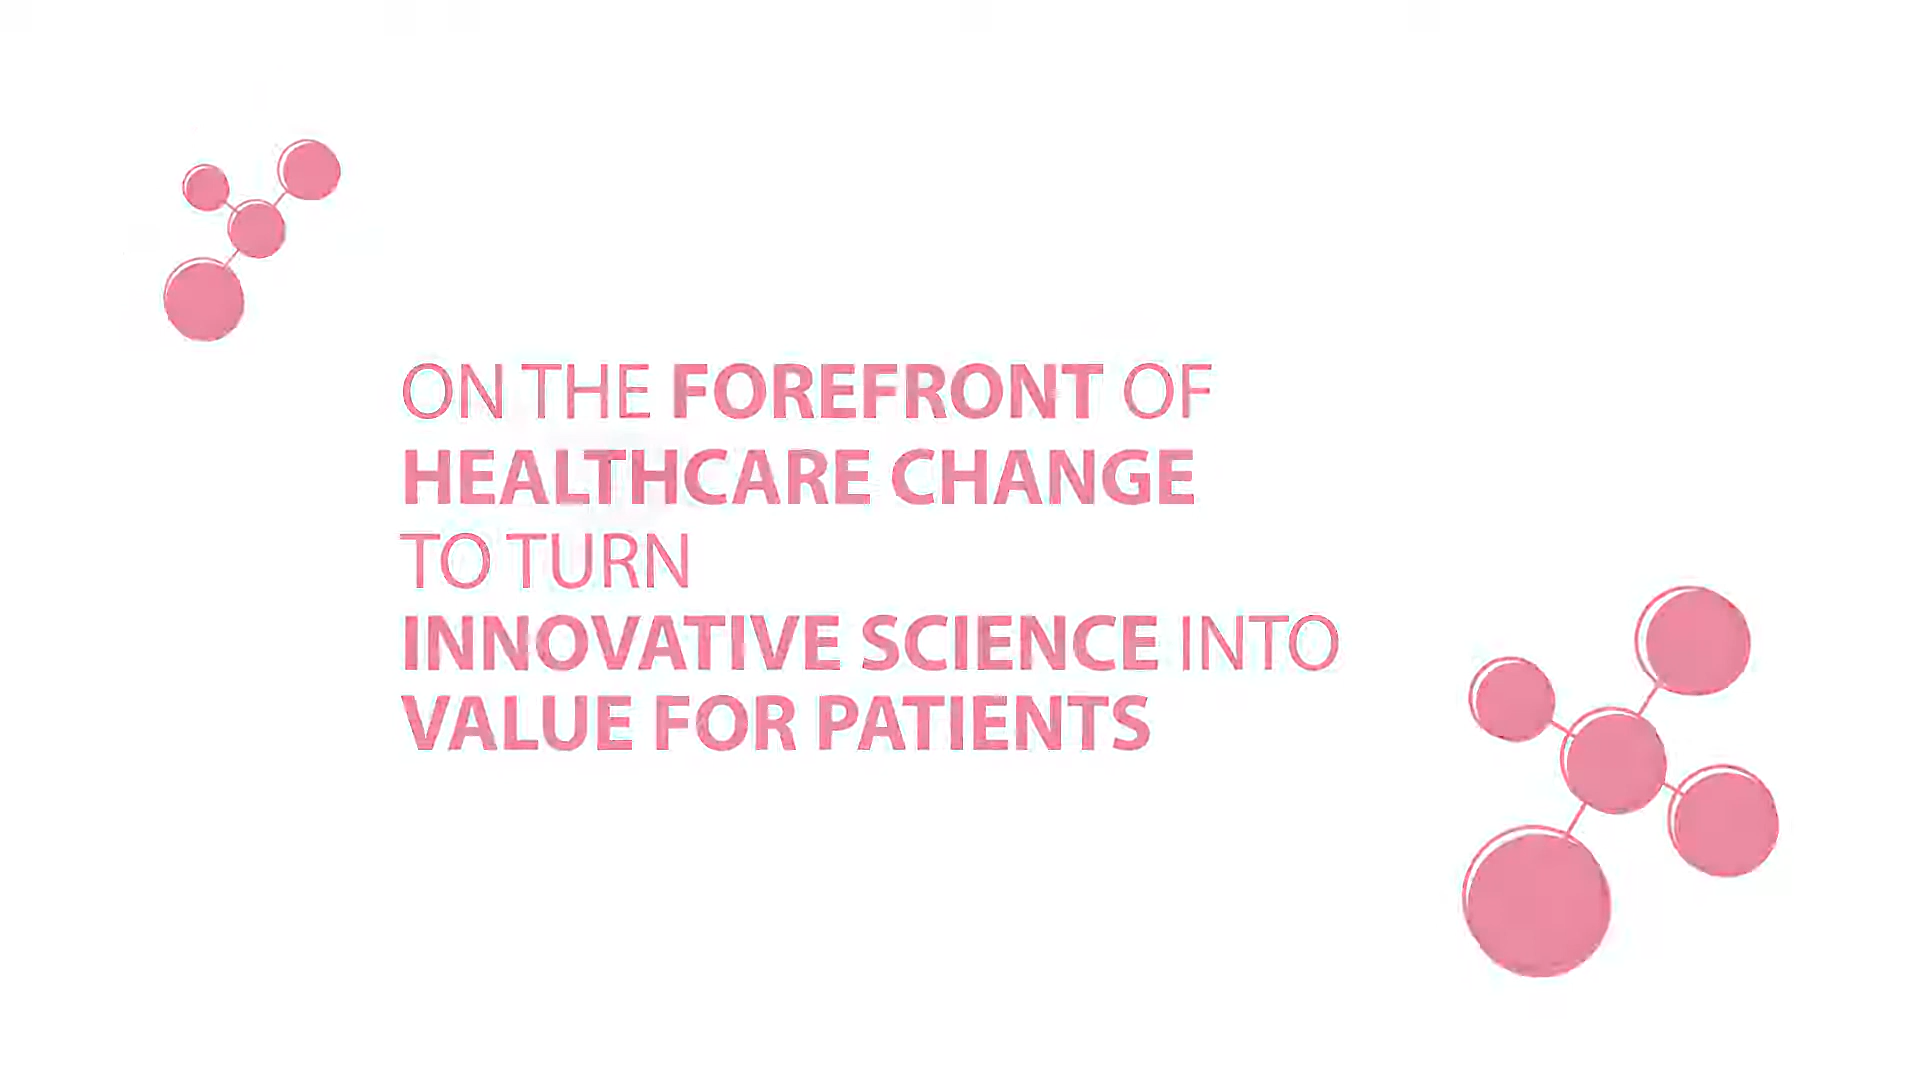 ON THE FOREFRONT OF
HEALTHCARE CHANGE
TO TURN
INNOVATIVE SCIENCE INTO
VALUE FOR PATIENTS